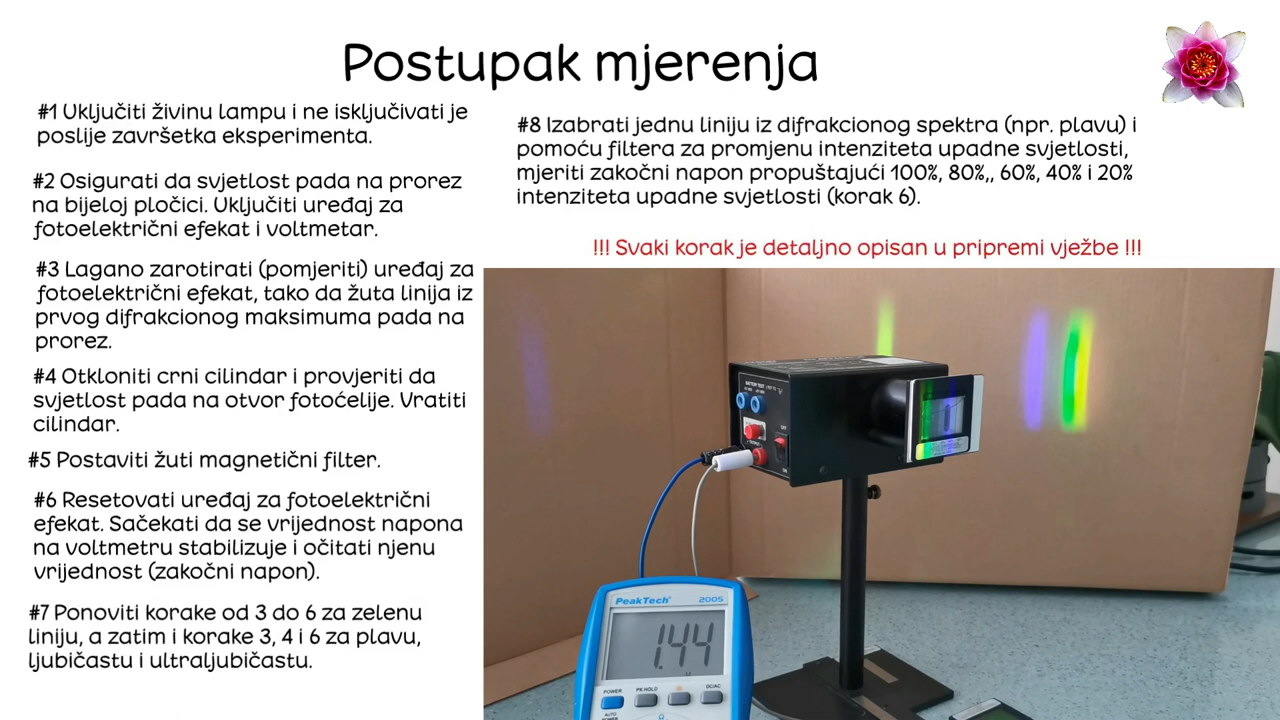 Postupak mjerenja
#1 Uključiti živinu lampu i ne isključivati je
poslije završetka eksperimenta.
#2 Osigurati da svjetlost pada na prorez
na bijeloj pločici. Uključiti uređaj za
fotoelektrični efekat i voltmetar.
#3 Lagano zarotirati (pomjeriti) uređaj za
fotoelektrični efekat, tako da žuta linija iz
prvog difrakcionog maksimuma pada na
prorez.
#4 Otkloniti crni cilindar i provjeriti da
svjetlost pada na otvor fotoćelije. Vratiti
cilindar.
#5 Postaviti žuti magnetični filter.
#6 Resetovati uređaj za fotoelektrični
efekat. Sačekati da se vrijednost napona
na voltmetru stabilizuje i očitati njenu
vrijednost (zakočni napon).
#7 Ponoviti korake od 3 do 6 za zelenu
liniju, a zatim i korake 3, 4 i 6 za plavu,
ljubičastu i ultraljubičastu.
#8 Izabrati jednu liniju iz difrakcionog spektra (npr. plavu) i
pomoću filtera za promjenu intenziteta upadne svjetlosti,
mjeriti zakočni napon propuštajući 100%, 80%,, 60%, 40% i 20%
intenziteta upadne svjetlosti (korak 6).
!!! Svaki korak je detaljno opisan u pripremi vježbe !!!
BATTERY TEST
OFF
PeakTech® 2005
1.44
POWER PK HOLD DC/AC
AUTO
POWER